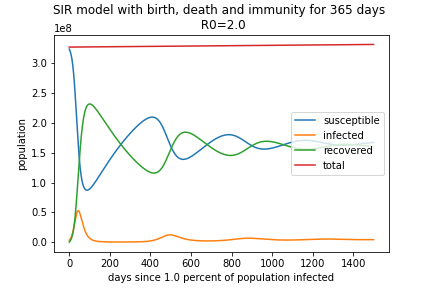 SIR model with birth, death and immunity for 365 days
R0=2.0
1e8
3.0
2.5
2.0
1.5
1.0
0.5
0.0
population
susceptible
infected
recovered
total
0 200 400 600 800 1000 1200 1400
days since 1.0 percent of population infected